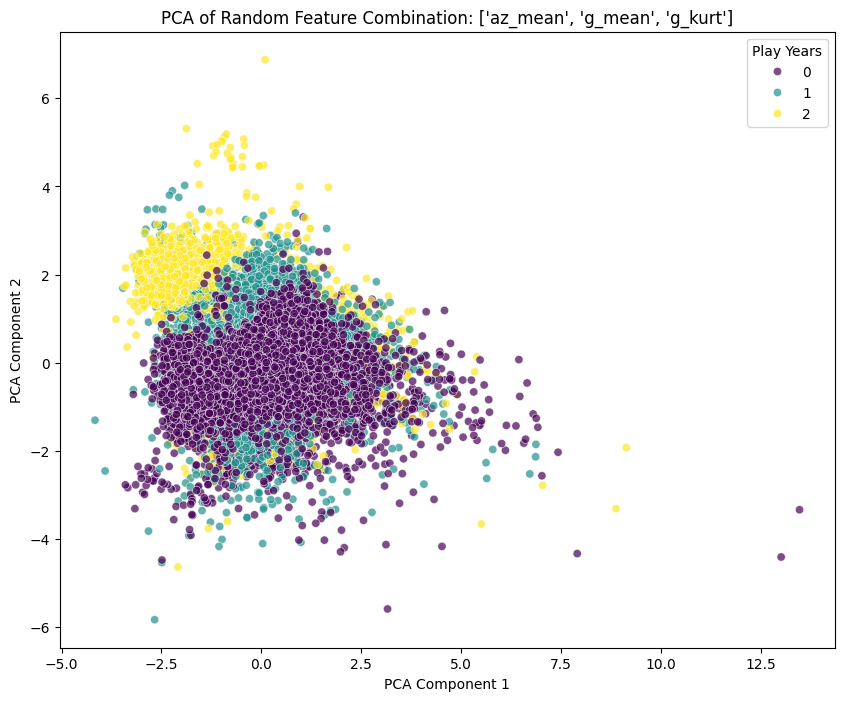 PCA of Random Feature Combination: ['az_mean', 'g_mean', 'g_kurt']
Play Years
0
1
2
PCA Component 2
6
4
2
0
−2
−4
−6
−5.0 −2.5 0.0 2.5 5.0 7.5 10.0 12.5
PCA Component 1